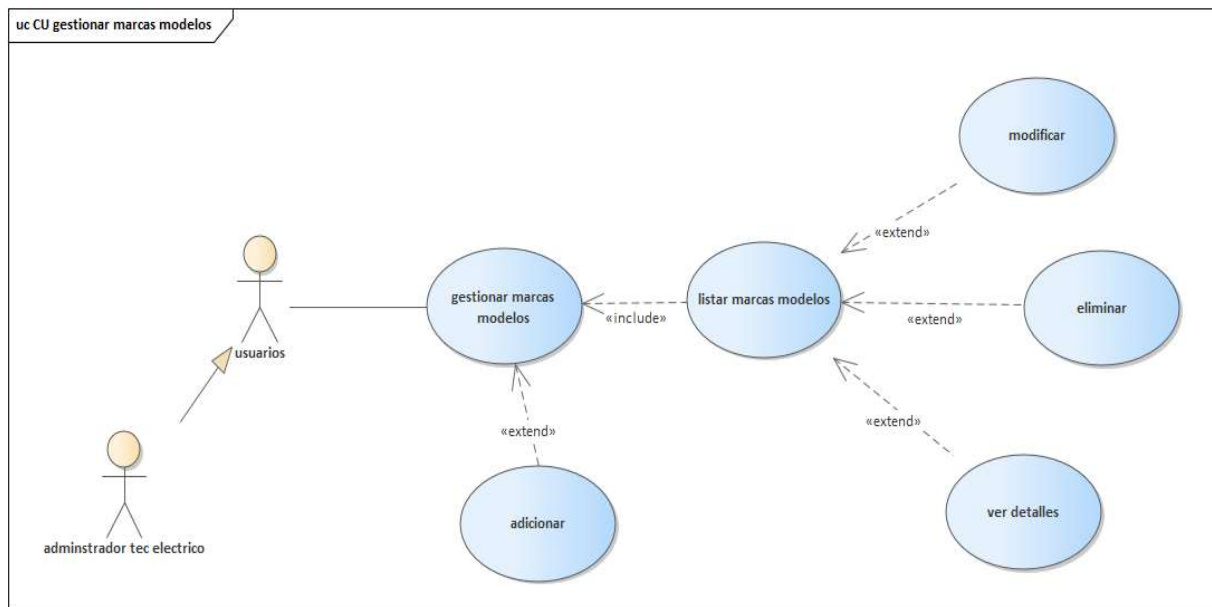 uc CU gestionar marcas modelos
modificar
«extend»
gestionar marcas
modelos
«include»
listar marcas modelos
«extend»
eliminar
usuarios
«extend»
«extend»
adicionar
ver detalles
adminstrador tec electrico